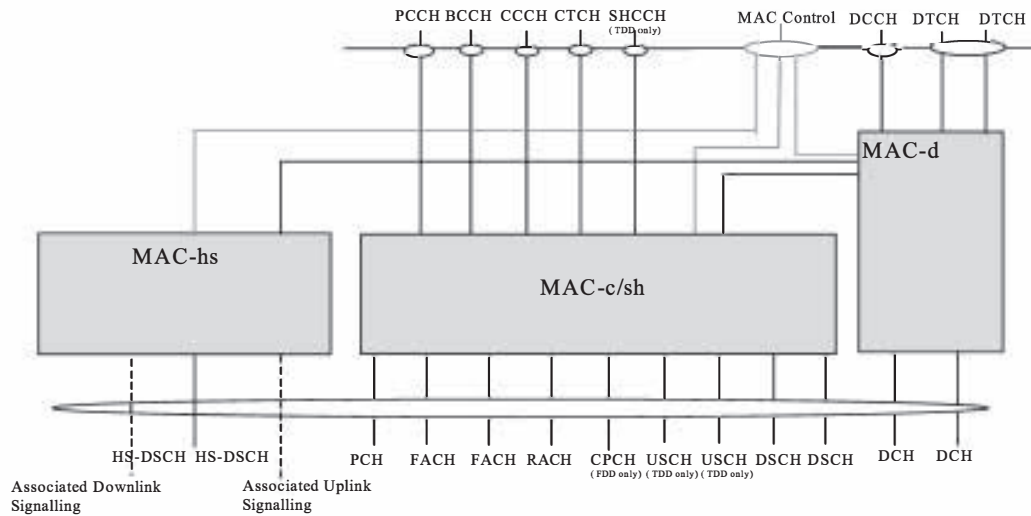 PCCH BCCH CCCH CTCH SHCCH MAC Control DCCH DTCH DTCH
( TDD only)
MAC-d
MAC-hs
MAC-c/sh
HS-DSCH HS-DSCH PCH FACH FACH RACH CPCH USCH USCH DSCH DSCH DCH DCH
( FDD only) ( TDD only) ( TDD only)
Associated Downlink
Signalling
Associated Uplink
Signalling